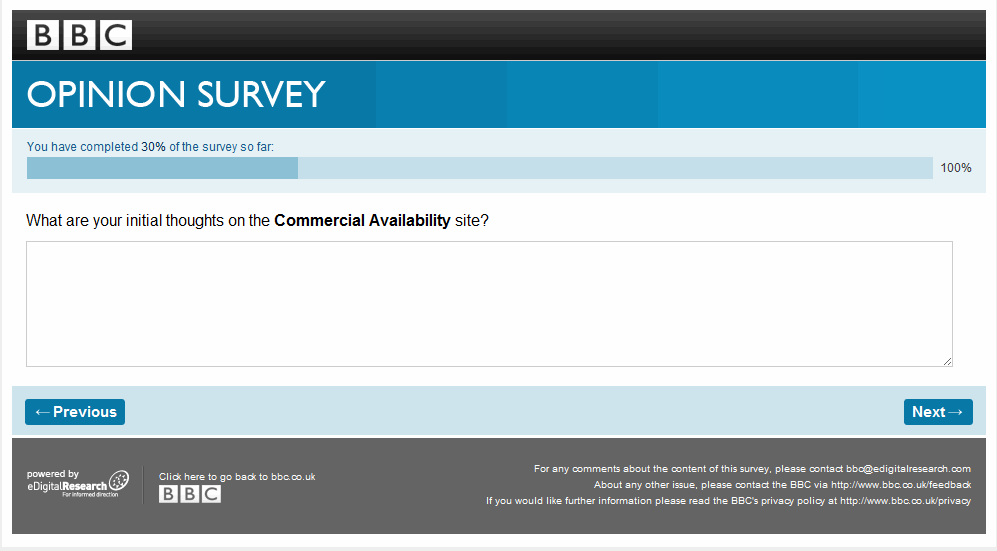 BBC
OPINION SURVEY
You have completed 30% of the survey so far:
100%
What are your initial thoughts on the Commercial Availability site?
←Previous
Next→
powered by
eDigitalResearch
For informed direction
Click here to go back to bbc.co.uk
BBC
For any comments about the content of this survey, please contact bbc@edigitalresearch.com
About any other issue, please contact the BBC via http://www.bbc.co.uk/feedback
If you would like further information please read the BBC's privacy policy at http://www.bbc.co.uk/privacy